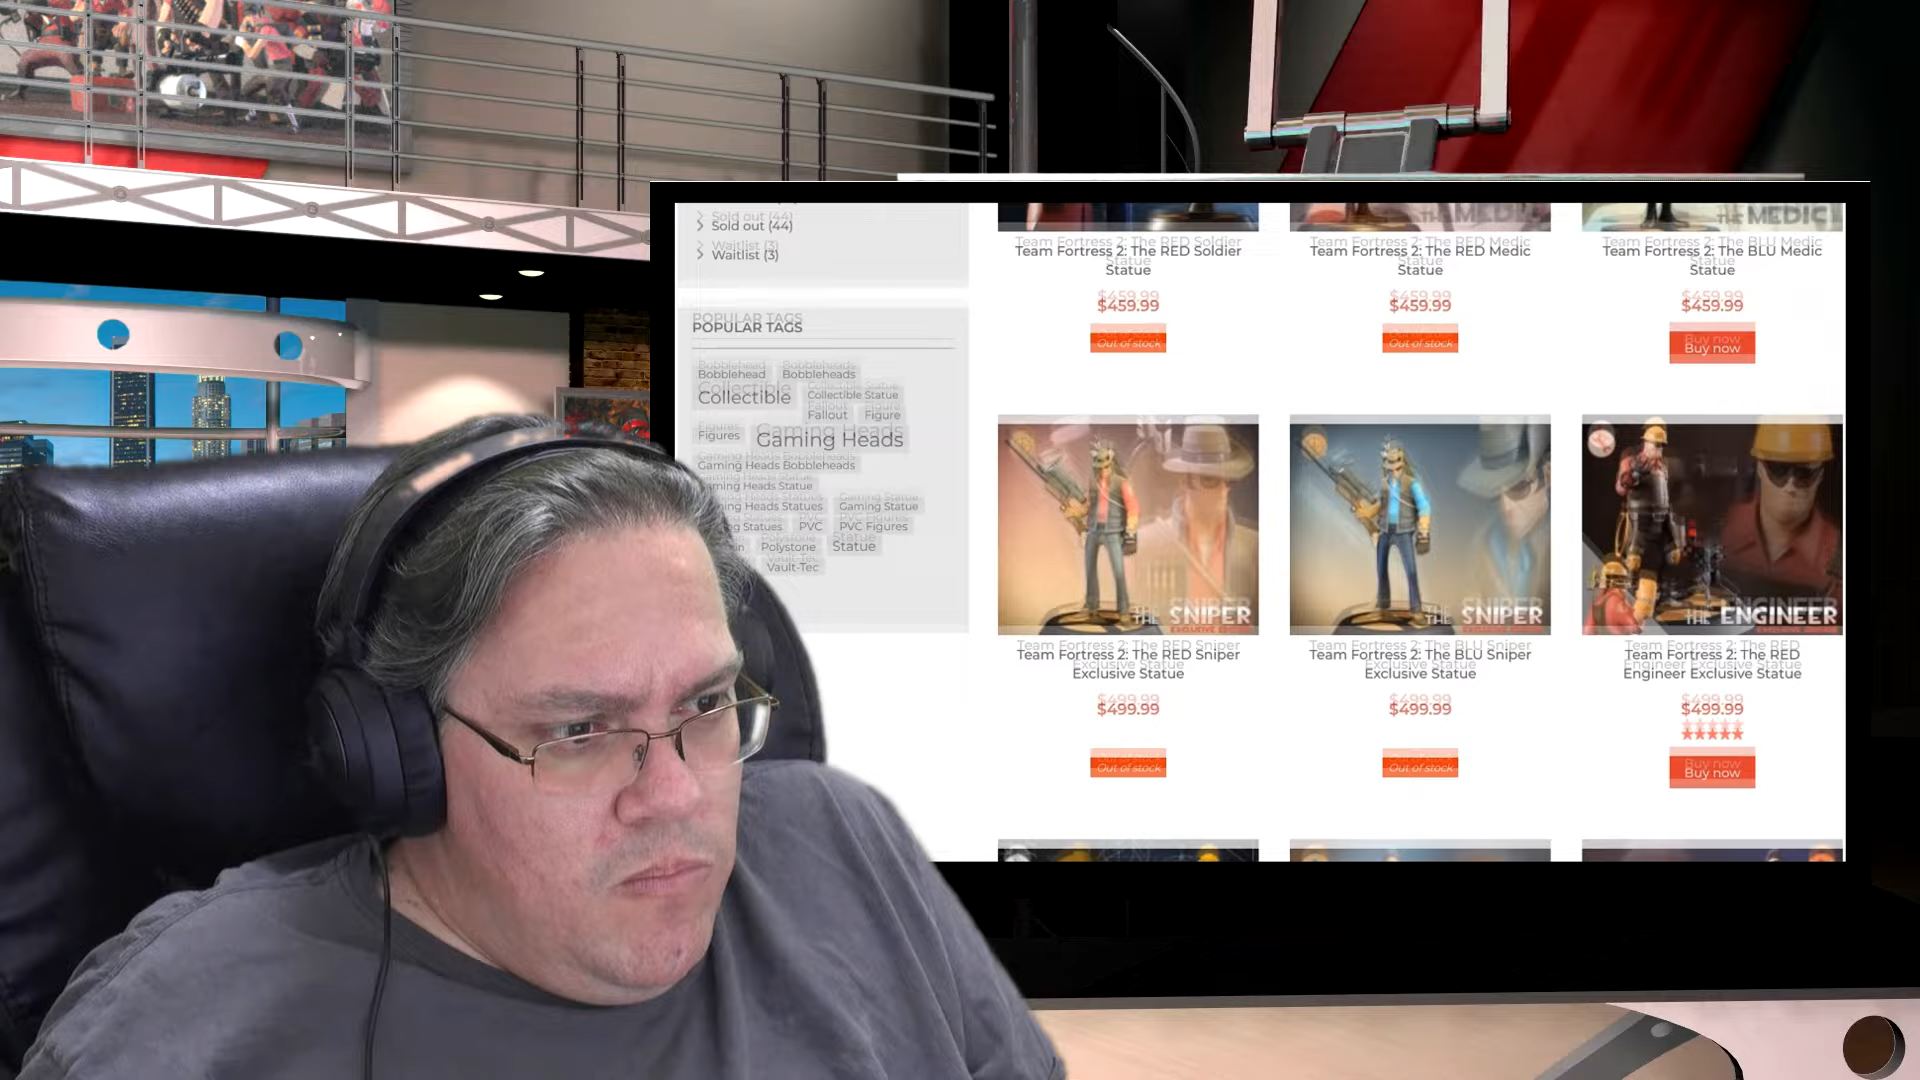 Sold out (44)
Waitlist (3)
POPULAR TAGS
Bobblehead Bobbleheads
Collectible Collectible Statue
Fallout Figure
Figures Gaming Heads
Gaming Heads Bobbleheads
Gaming Heads Statue
Heads Statues Gaming Statue
Statues PVC PVC Figures
Polystone Statue
Vault-Tec
THE MEDIC
THE MEDIC
Team Fortress 2: The RED Soldier
Statue
$459.99
Out of stock
Team Fortress 2: The RED Medic
Statue
$459.99
Out of stock
Team Fortress 2: The BLU Medic
Statue
$459.99
Buy now
THE SNIPER
EXCLUSIVE EDITION
Team Fortress 2: The RED Sniper
Exclusive Statue
$499.99
Out of stock
THE SNIPER
EXCLUSIVE EDITION
Team Fortress 2: The BLU Sniper
Exclusive Statue
$499.99
Out of stock
THE ENGINEER
Team Fortress 2: The RED
Engineer Exclusive Statue
$499.99
Buy now